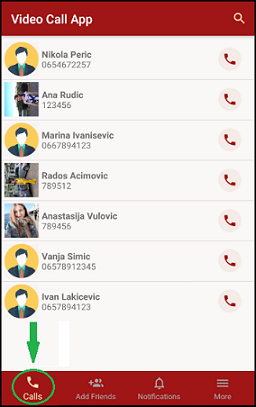 Video Call App
Nikola Peric
0654672257
Ana Rudic
123456
Marina Ivanisevic
0667894123
Rados Acimovic
789512
Anastasija Vulovic
789456
Vanja Simic
06578912345
Ivan Lakicevic
06578894123
Calls
Add Friends
Notifications
More